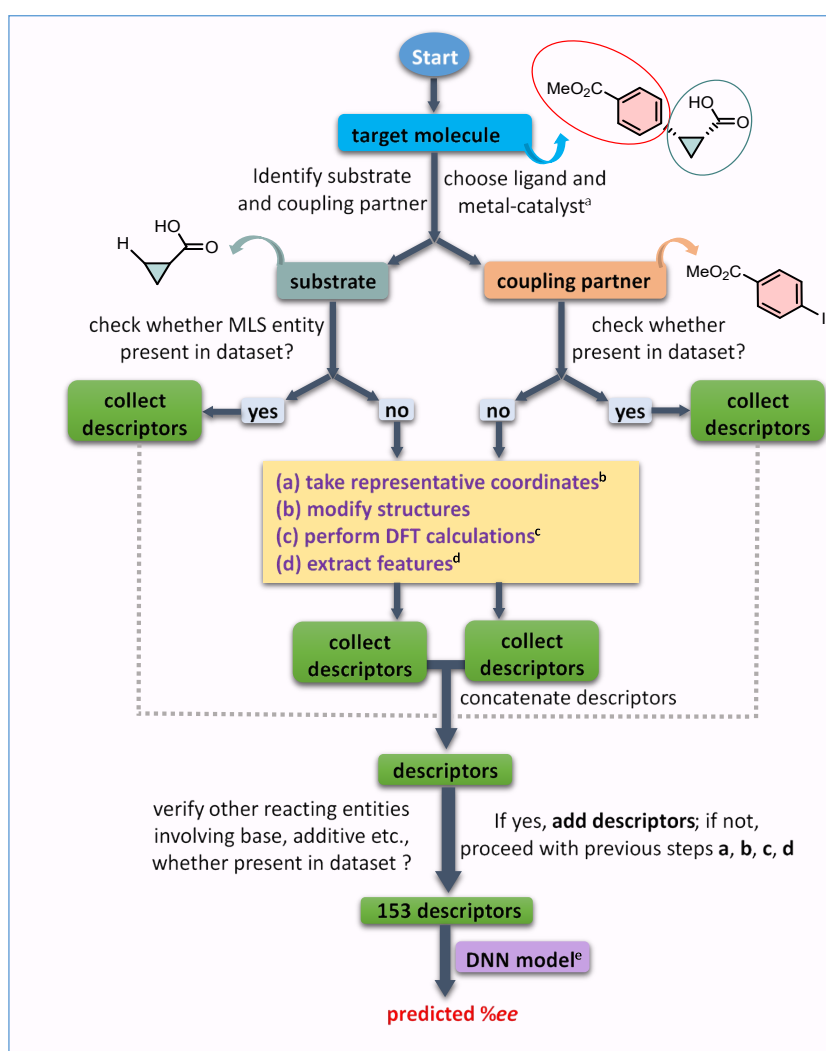 Start
MeO2C
HO
O
target molecule
Identify substrate
and coupling partner
choose ligand and
metal-catalysta
HO
H
O
substrate
coupling partner
MeO2C
I
check whether MLS entity
present in dataset?
check whether
present in dataset?
collect
descriptors
yes
no
no
yes
collect
descriptors
(a) take representative coordinatesb
(b) modify structures
(c) perform DFT calculationsc
(d) extract featuresd
collect
descriptors
collect
descriptors
concatenate descriptors
descriptors
verify other reacting entities
involving base, additive etc.,
whether present in dataset ?
If yes, add descriptors; if not,
proceed with previous steps a, b, c, d
153 descriptors
DNN modele
predicted %ee